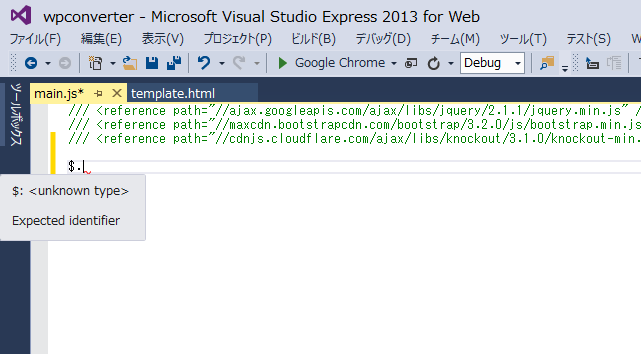 wpconverter - Microsoft Visual Studio Express 2013 for Web
ファイル(F) 編集(E) 表示(V) プロジェクト(P) ビルド(B) デバッグ(D) チーム(M) ツール(T) テスト(S) W
Google Chrome Debug
ツールボックス
main.js* template.html
/// <reference path="//ajax.googleapis.com/ajax/libs/jquery/2.1.1/jquery.min.js" /
/// <reference path="//maxcdn.bootstrapcdn.com/bootstrap/3.2.0/js/bootstrap.min.js
/// <reference path="//cdnjs.cloudflare.com/ajax/libs/knockout/3.1.0/knockout-min.
$.
$: <unknown type>
Expected identifier